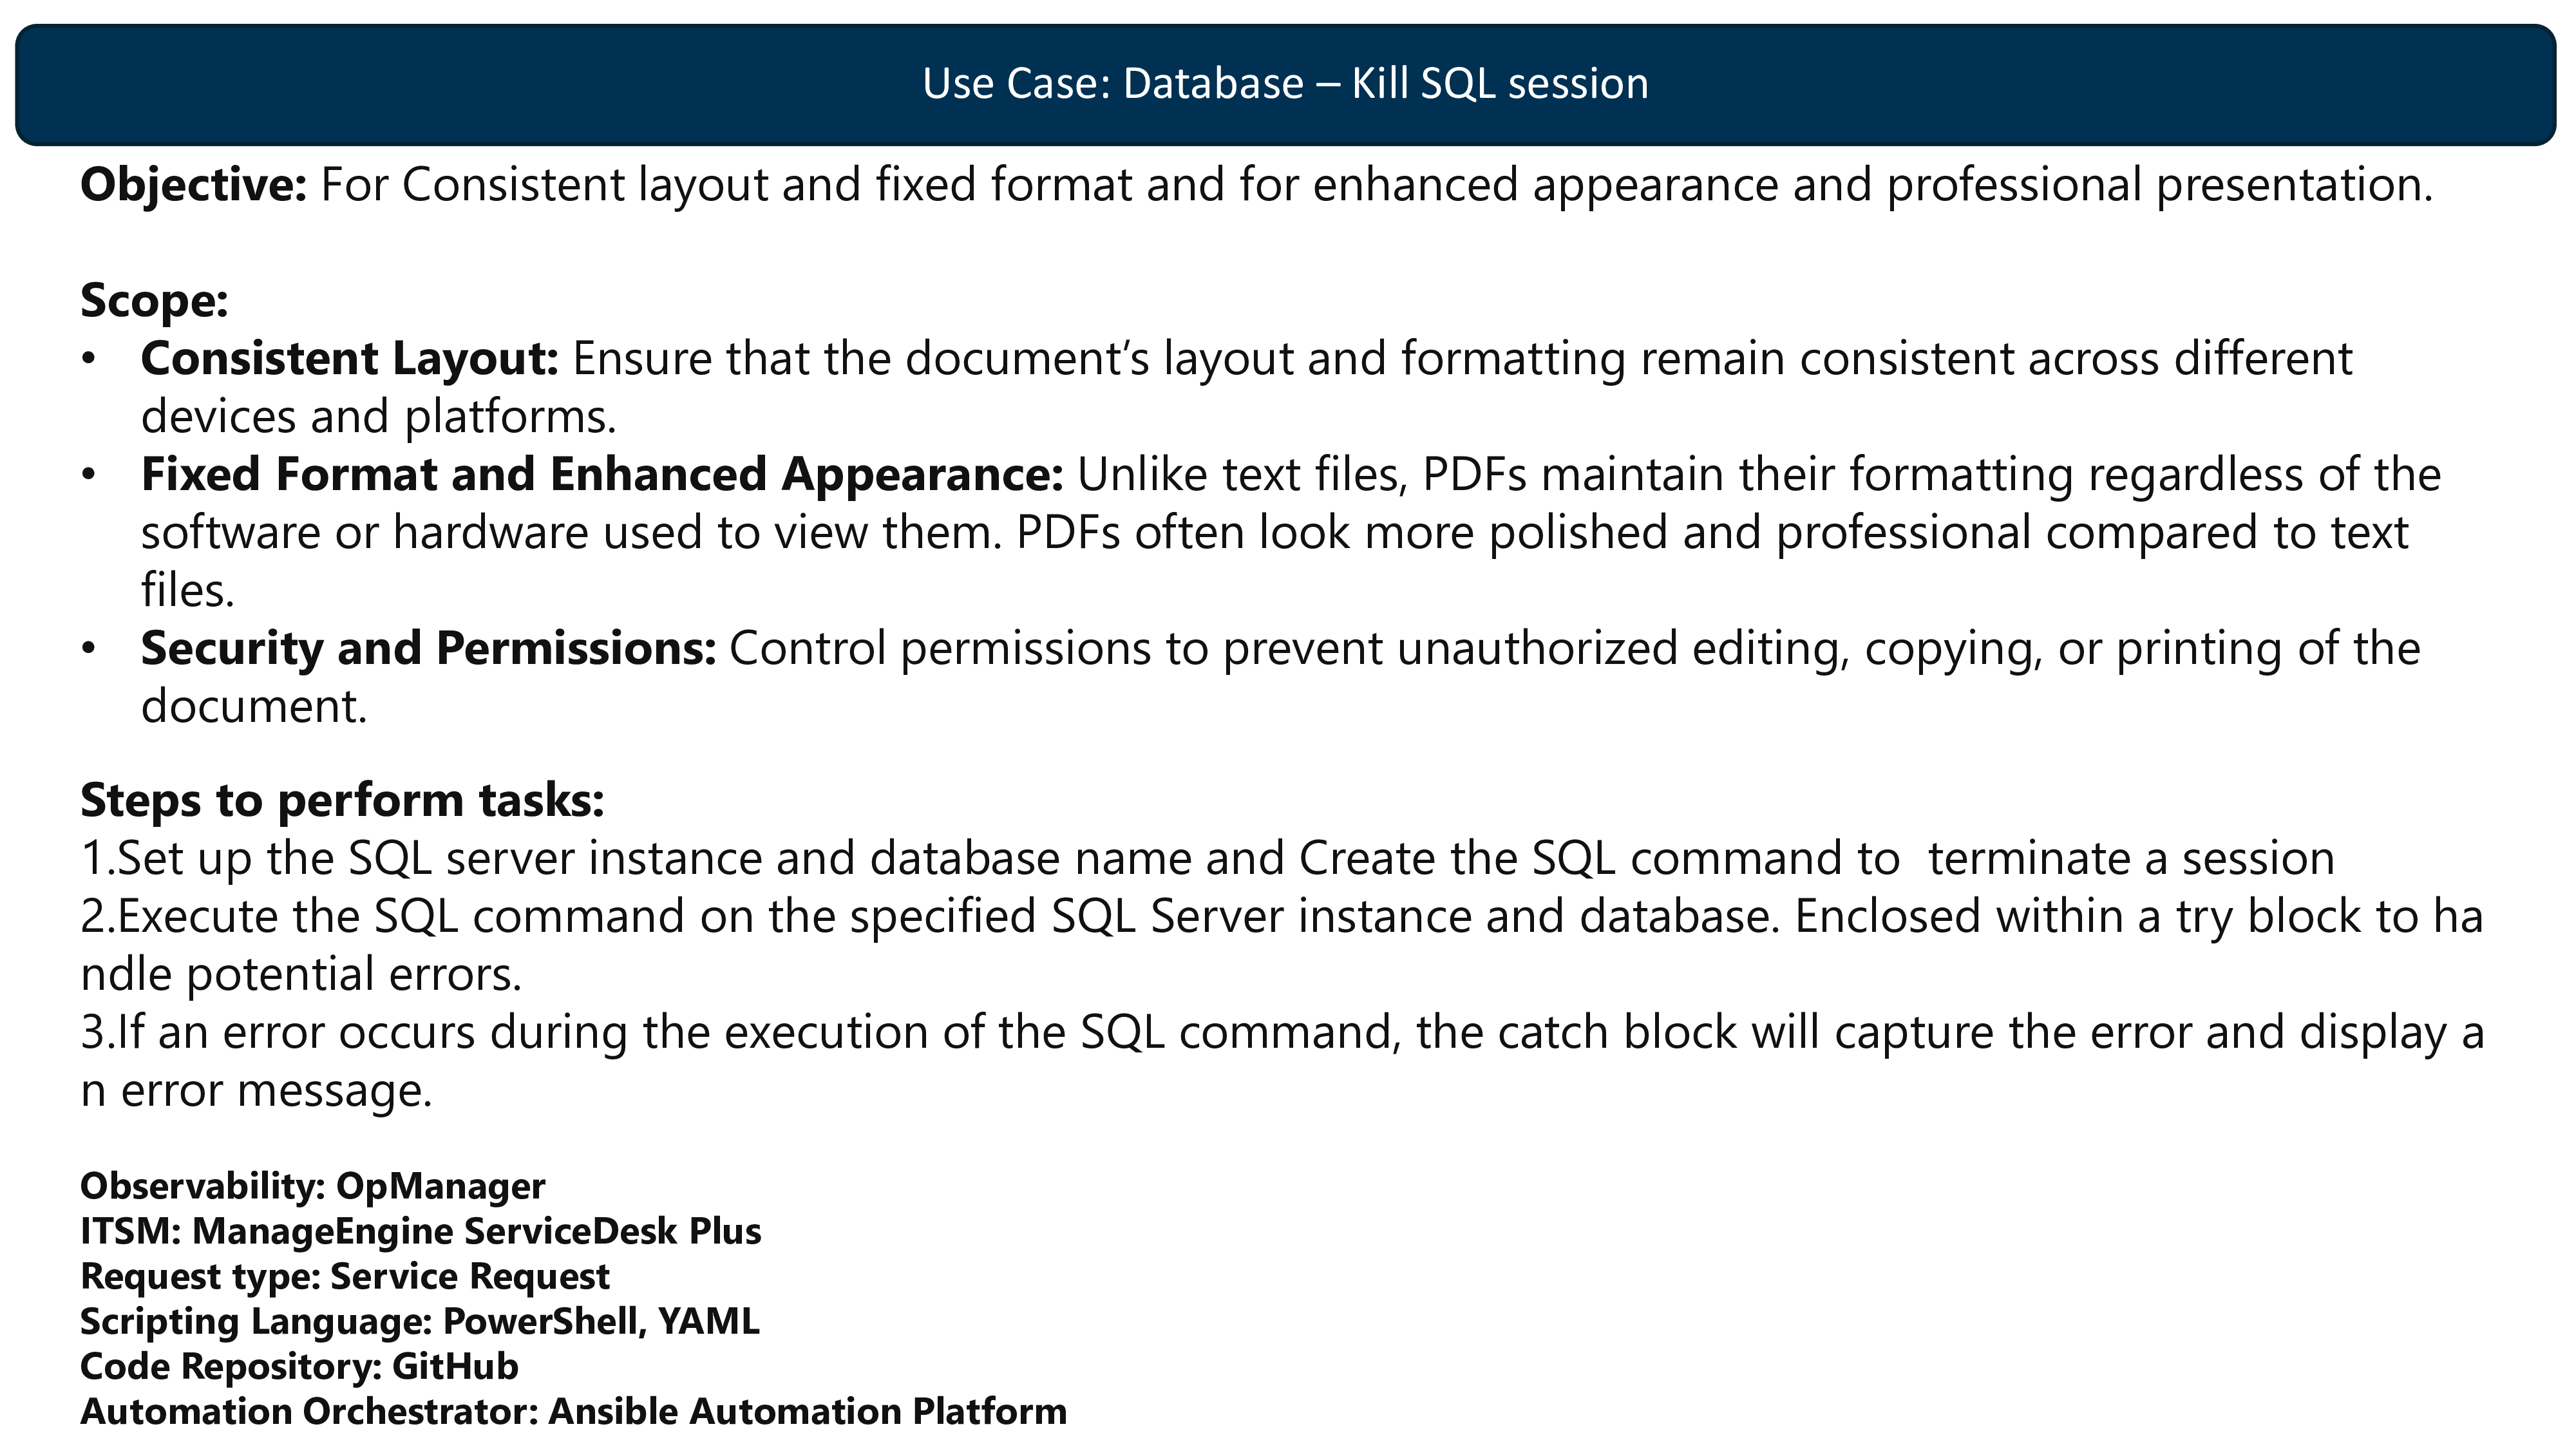 Use Case: Database – Kill SQL session
Objective: For Consistent layout and fixed format and for enhanced appearance and professional presentation.
Scope:
• Consistent Layout: Ensure that the document’s layout and formatting remain consistent across different
devices and platforms.
• Fixed Format and Enhanced Appearance: Unlike text files, PDFs maintain their formatting regardless of the
software or hardware used to view them. PDFs often look more polished and professional compared to text
files.
• Security and Permissions: Control permissions to prevent unauthorized editing, copying, or printing of the
document.
Steps to perform tasks:
1.Set up the SQL server instance and database name and Create the SQL command to  terminate a session
2.Execute the SQL command on the specified SQL Server instance and database. Enclosed within a try block to ha
ndle potential errors.
3.If an error occurs during the execution of the SQL command, the catch block will capture the error and display a
n error message.
Observability: OpManager
ITSM: ManageEngine ServiceDesk Plus
Request type: Service Request
Scripting Language: PowerShell, YAML
Code Repository: GitHub
Automation Orchestrator: Ansible Automation Platform